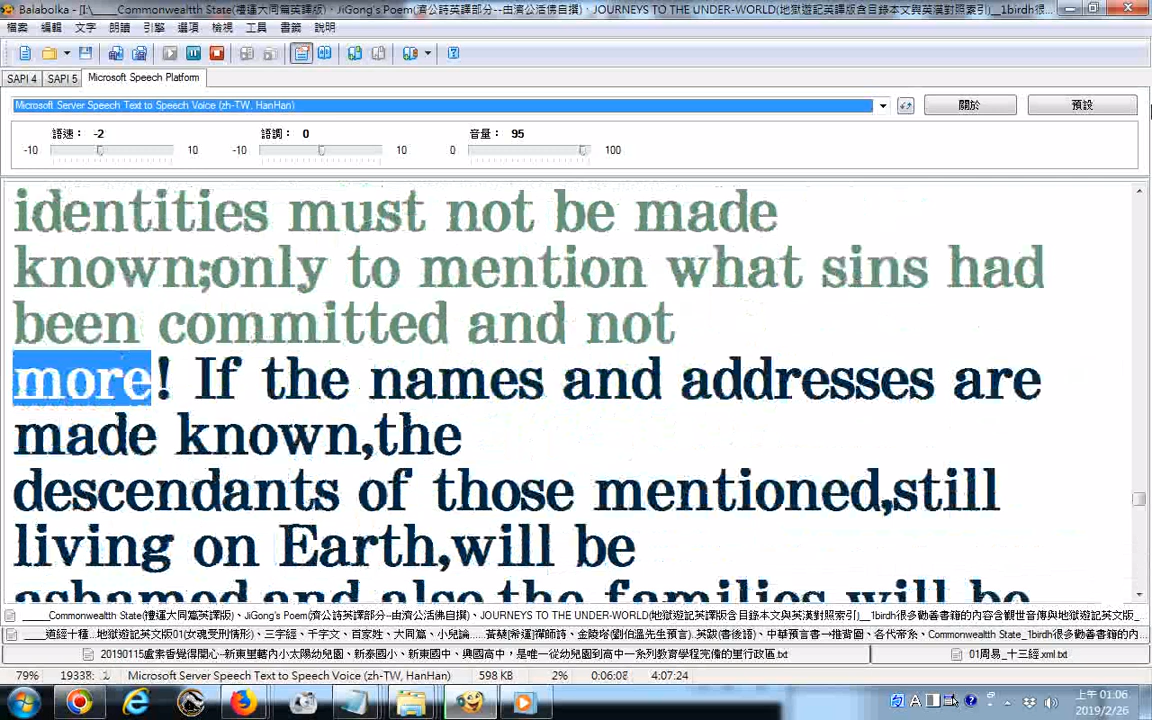 Balabolka - [I:\____Commonwealtth State(禮運大同篇英譯版)、JiGong's Poem(濟公詩英譯部分--由濟公活佛自撰)、JOURNEYS TO THE UNDER-WORLD(地獄遊記英譯版含目錄本文與英漢對照索引)__1birdh很...
檔案 編輯 文字 朗讀 引擎 選項 檢視 工具 書籤 說明
SAPI 4 SAPI 5 Microsoft Speech Platform
Microsoft Server Speech Text to Speech Voice (zh-TW, HanHan) 關於 預設
語速： -2 語調： 0 音量： 95
-10 10 -10 10 0 100
identities must not be made
known;only to mention what sins had
been committed and not
more! If the names and addresses are
made known,the
descendants of those mentioned,still
living on Earth,will be
ashamed,and also the families will be
____Commonwealtth State(禮運大同篇英譯版)、JiGong's Poem(濟公詩英譯部分--由濟公活佛自撰)、JOURNEYS TO THE UNDER-WORLD(地獄遊記英譯版含目錄本文與英漢對照索引)__1birdh很多勸善書籍的內容含觀世音傳與地獄遊記英文版...
20190115盧素香覺得開心--新東里轄內小太陽幼兒園、新泰國小、新東國中、興國高中，是唯一從幼兒園到高中一系列教育學程完備的里行政區.txt 01周易_十三經.xml.txt
79% Microsoft Server Speech Text to Speech Voice (zh-TW, HanHan) 598 KB 2% 0:06:08 4:07:24
上午 01:06
2019/2/26